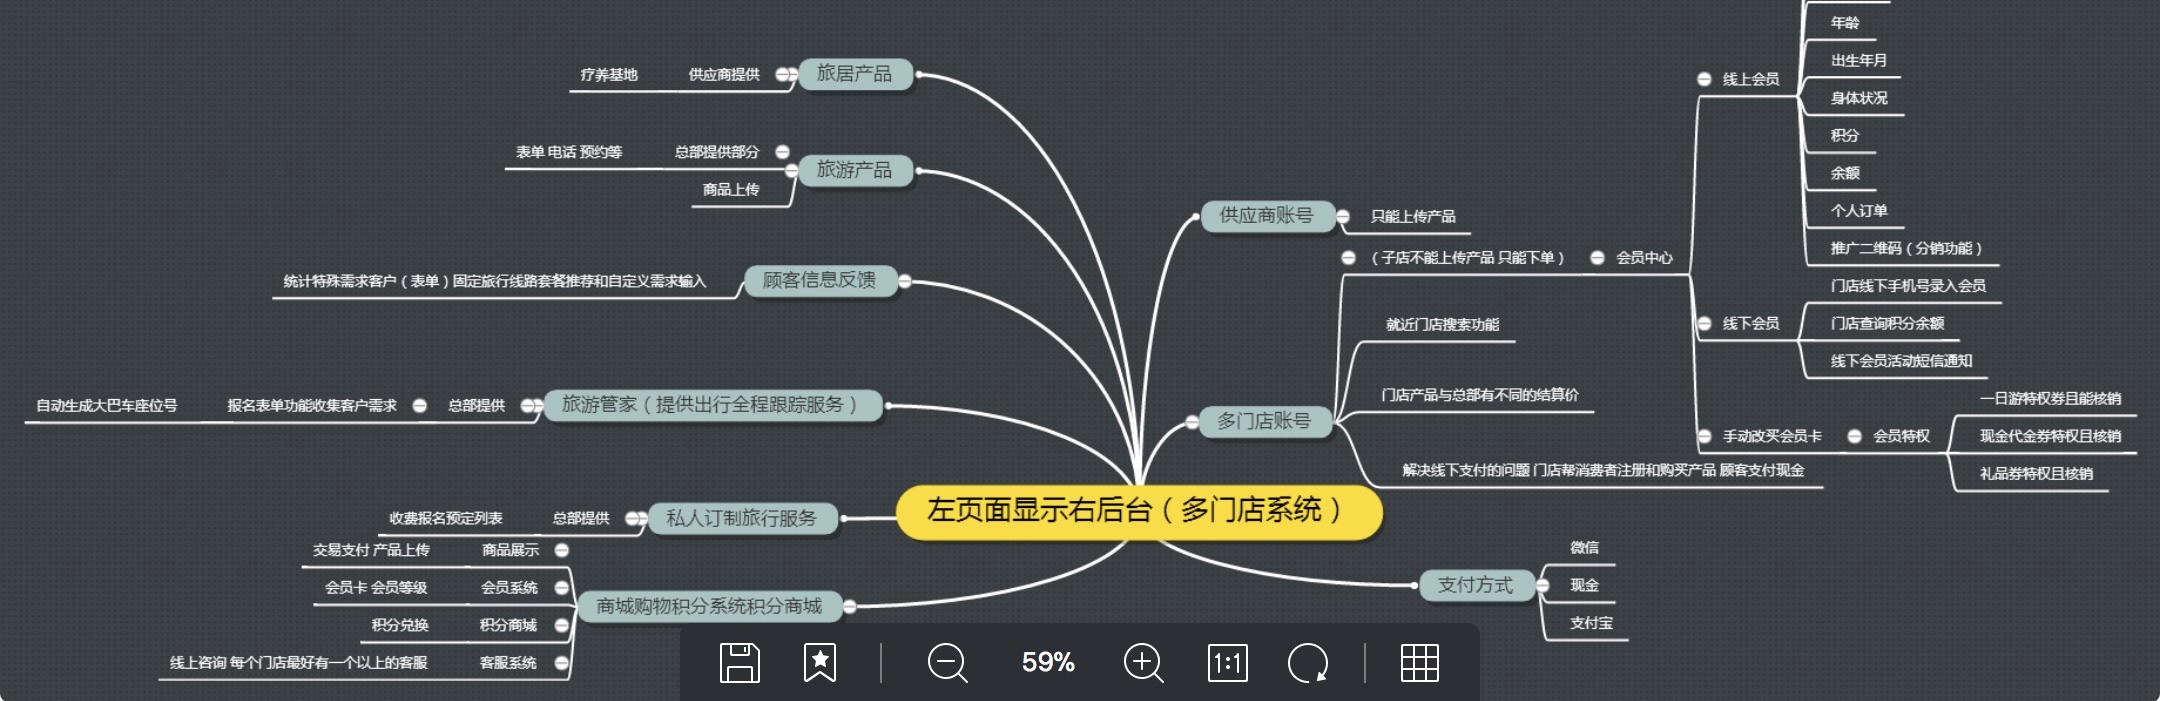 疗养基地
供应商提供
旅居产品
表单 电话 预约等
总部提供部分
旅游产品
商品上传
统计特殊需求客户（表单）固定旅行线路套餐推荐和自定义需求输入
顾客信息反馈
自动生成大巴车座位号
报名表单功能收集客户需求
总部提供
旅游管家（提供出行全程跟踪服务）
收费报名预定列表
总部提供
私人订制旅行服务
交易支付 产品上传
商品展示
会员卡 会员等级
会员系统
商城购物积分系统积分商城
积分兑换
积分商城
线上咨询 每个门店最好有一个以上的客服
客服系统
左页面显示右后台（多门店系统）
供应商账号
只能上传产品
多门店账号
（子店不能上传产品 只能下单）
会员中心
线上会员
年龄
出生年月
身体状况
积分
余额
个人订单
推广二维码（分销功能）
线下会员
门店线下手机号录入会员
门店查询积分余额
线下会员活动短信通知
手动改买会员卡
会员特权
一日游特权券且能核销
现金代金券特权且核销
礼品券特权且核销
就近门店搜索功能
门店产品与总部有不同的结算价
解决线下支付的问题 门店帮消费者注册和购买产品 顾客支付现金
支付方式
微信
现金
支付宝
59%
1:1